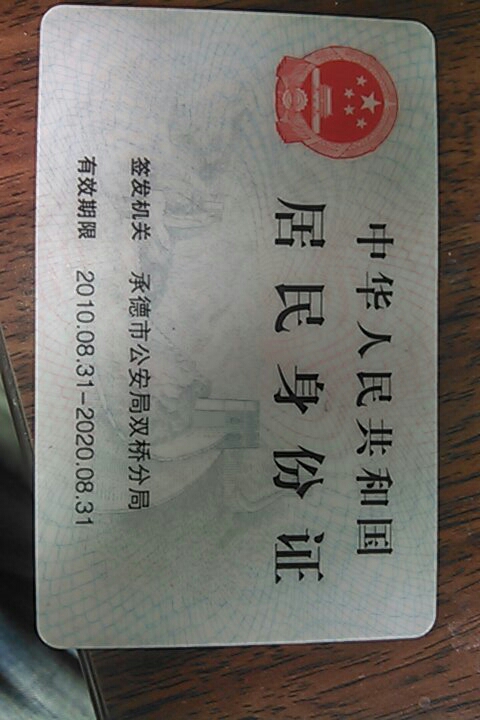 中华人民共和国
居民身份证
签发机关 承德市公安局双桥分局
有效期限 2010.08.31-2020.08.31